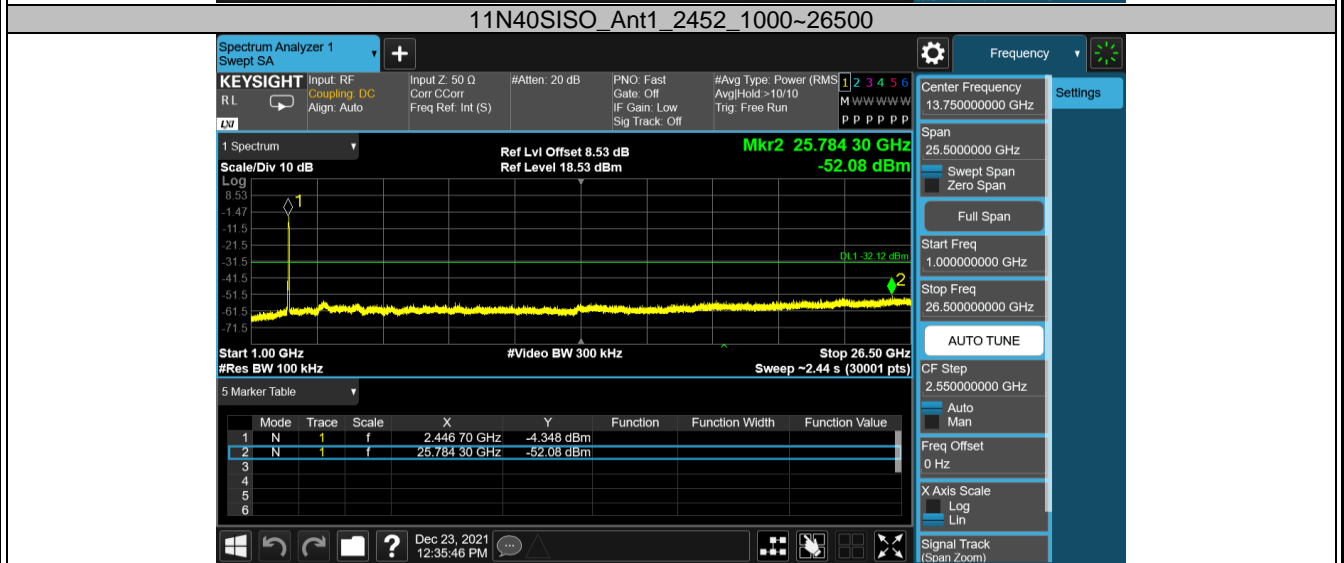 11N40SISO_Ant1_2452_1000~26500
Spectrum Analyzer 1
Swept SA
Frequency
KEYSIGHT
R L
LXI
Input: RF
Coupling: DC
Align: Auto
Input Z: 50 Ω
Corr CCorr
Freq Ref: Int (S)
#Atten: 20 dB
PNO: Fast
Gate: Off
IF Gain: Low
Sig Track: Off
#Avg Type: Power (RMS
Avg|Hold:>10/10
Trig: Free Run
1 2 3 4 5 6
M W W W W W
P P P P P P
1 Spectrum
Scale/Div 10 dB
Ref Lvl Offset 8.53 dB
Ref Level 18.53 dBm
Mkr2 25.784 30 GHz
-52.08 dBm
Log
8.53
-1.47
-11.5
-21.5
-31.5
-41.5
-51.5
-61.5
-71.5
1
DL1 -32.12 dBm
2
Start 1.00 GHz
#Video BW 300 kHz
Stop 26.50 GHz
#Res BW 100 kHz
Sweep ~2.44 s (30001 pts)
5 Marker Table
Mode Trace Scale X Y Function Function Width Function Value
1 N 1 f 2.446 70 GHz -4.348 dBm
2 N 1 f 25.784 30 GHz -52.08 dBm
3
4
5
6
Dec 23, 2021
12:35:46 PM
Center Frequency
13.750000000 GHz
Settings
Span
25.5000000 GHz
Swept Span
Zero Span
Full Span
Start Freq
1.000000000 GHz
Stop Freq
26.500000000 GHz
AUTO TUNE
CF Step
2.550000000 GHz
Auto
Man
Freq Offset
0 Hz
X Axis Scale
Log
Lin
Signal Track
(Span Zoom)